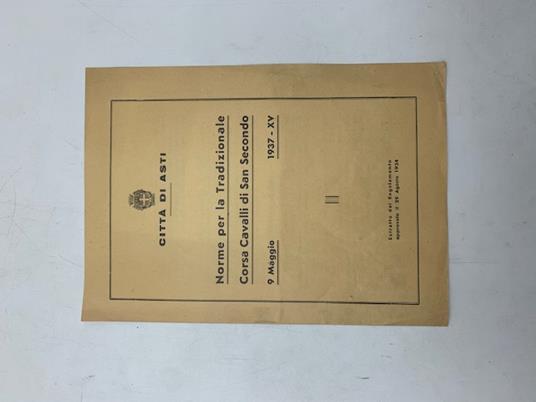 CITTÀ DI ASTI
Norme per la Tradizionale
Corsa Cavalli di San Secondo
9 Maggio 1937 - XV
Estratto dal Regolamento
approvato il 29 Agosto 1934